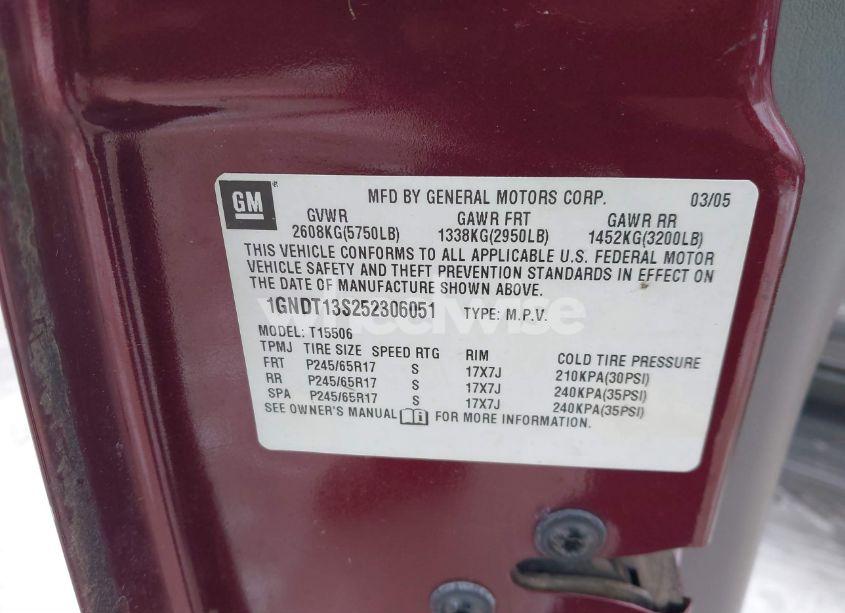 GM
MFD BY GENERAL MOTORS CORP. 03/05
GVWR GAWR FRT GAWR RR
2608KG(5750LB) 1338KG(2950LB) 1452KG(3200LB)
THIS VEHICLE CONFORMS TO ALL APPLICABLE U.S. FEDERAL MOTOR
VEHICLE SAFETY AND THEFT PREVENTION STANDARDS IN EFFECT ON
THE DATE OF MANUFACTURE SHOWN ABOVE.
1GNDT13S252306051 TYPE: M.P.V.
wheelwise
MODEL: T15506
TPMJ TIRE SIZE SPEED RTG RIM COLD TIRE PRESSURE
FRT P245/65R17 S 17X7J 210KPA(30PSI)
RR P245/65R17 S 17X7J 240KPA(35PSI)
SPA P245/65R17 S 17X7J 240KPA(35PSI)
SEE OWNER'S MANUAL FOR MORE INFORMATION.